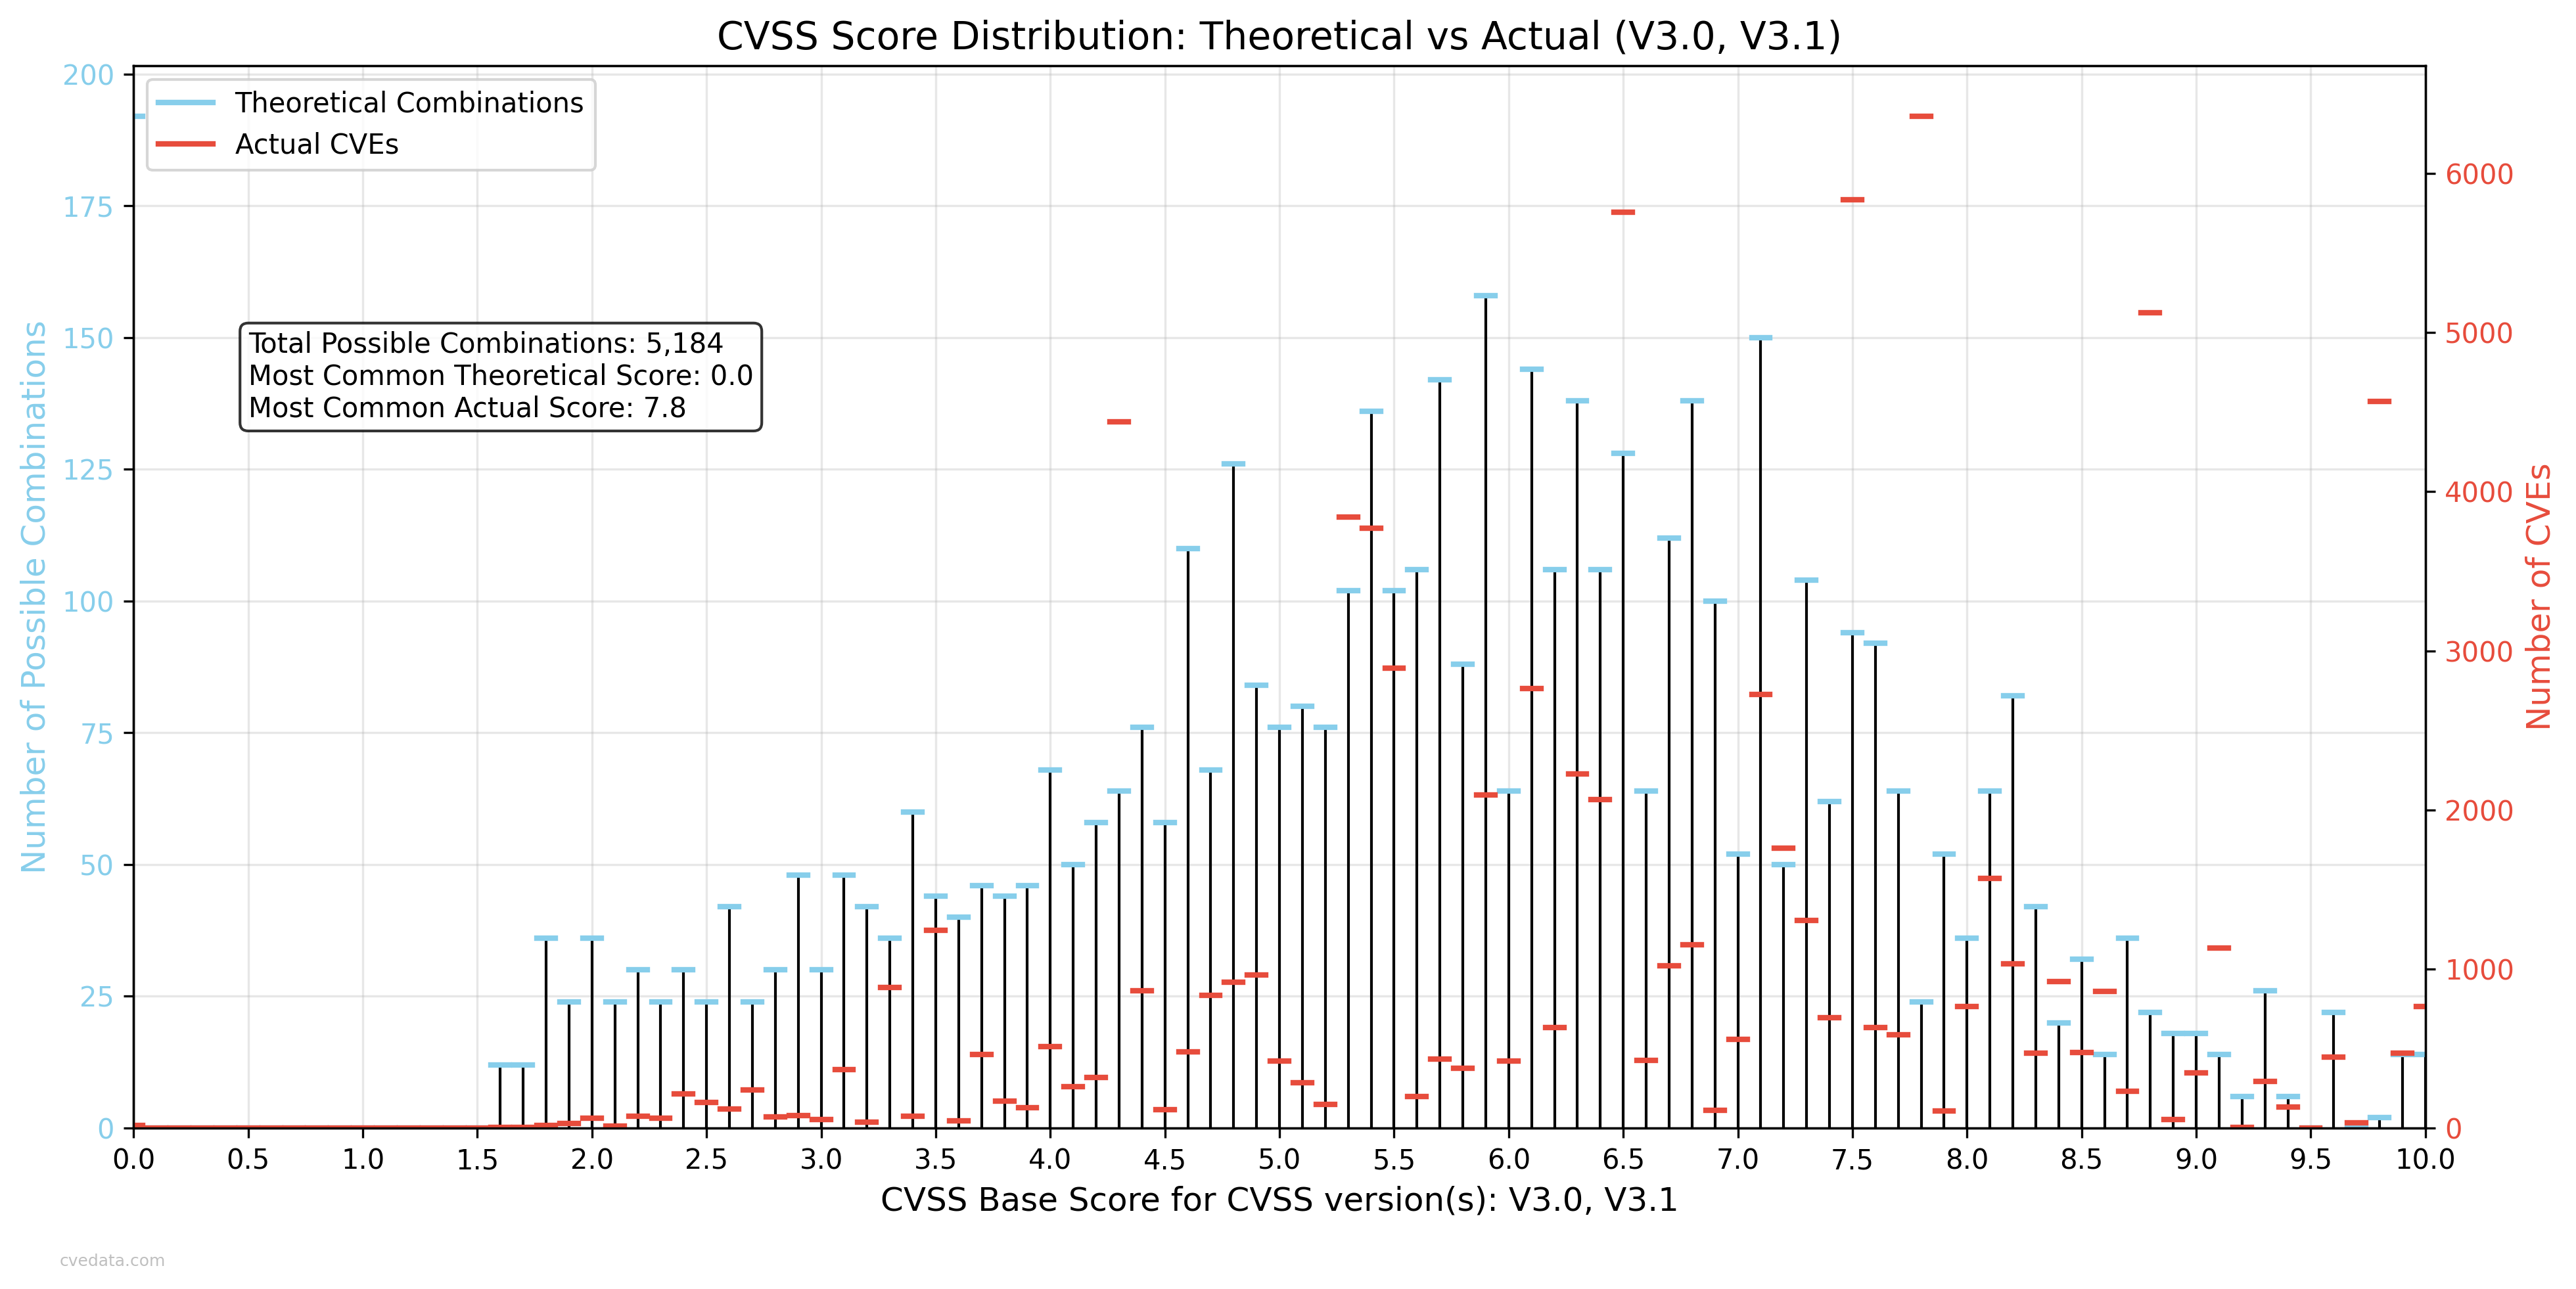 CVSS Score Distribution: Theoretical vs Actual (V3.0, V3.1)
Theoretical Combinations
Actual CVEs
Total Possible Combinations: 5,184
Most Common Theoretical Score: 0.0
Most Common Actual Score: 7.8
Number of Possible Combinations
200
175
150
125
100
75
50
25
0
Number of CVEs
6000
5000
4000
3000
2000
1000
0
0.0 0.5 1.0 1.5 2.0 2.5 3.0 3.5 4.0 4.5 5.0 5.5 6.0 6.5 7.0 7.5 8.0 8.5 9.0 9.5 10.0
CVSS Base Score for CVSS version(s): V3.0, V3.1
cvedata.com